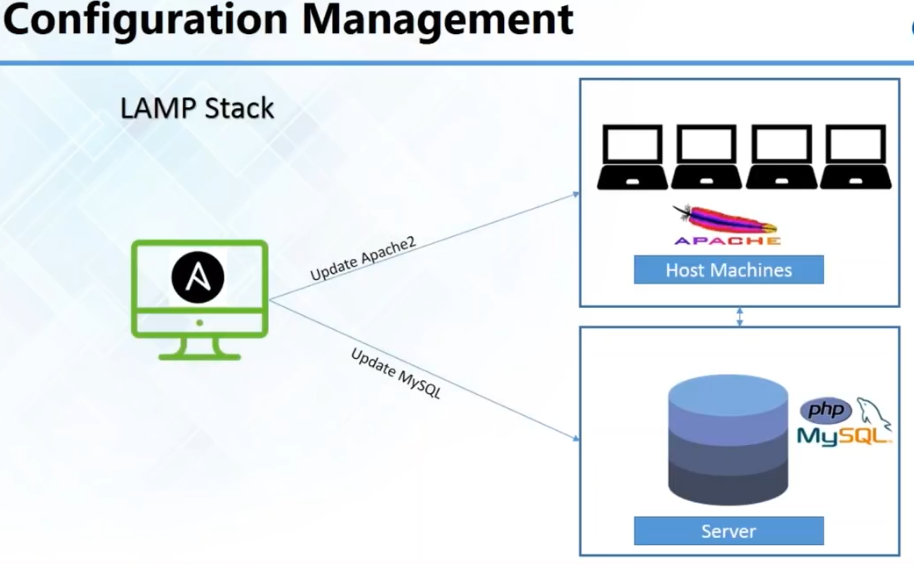 Configuration Management
LAMP Stack
Update Apache2
Update MySQL
APACHE
Host Machines
php
MySQL
Server